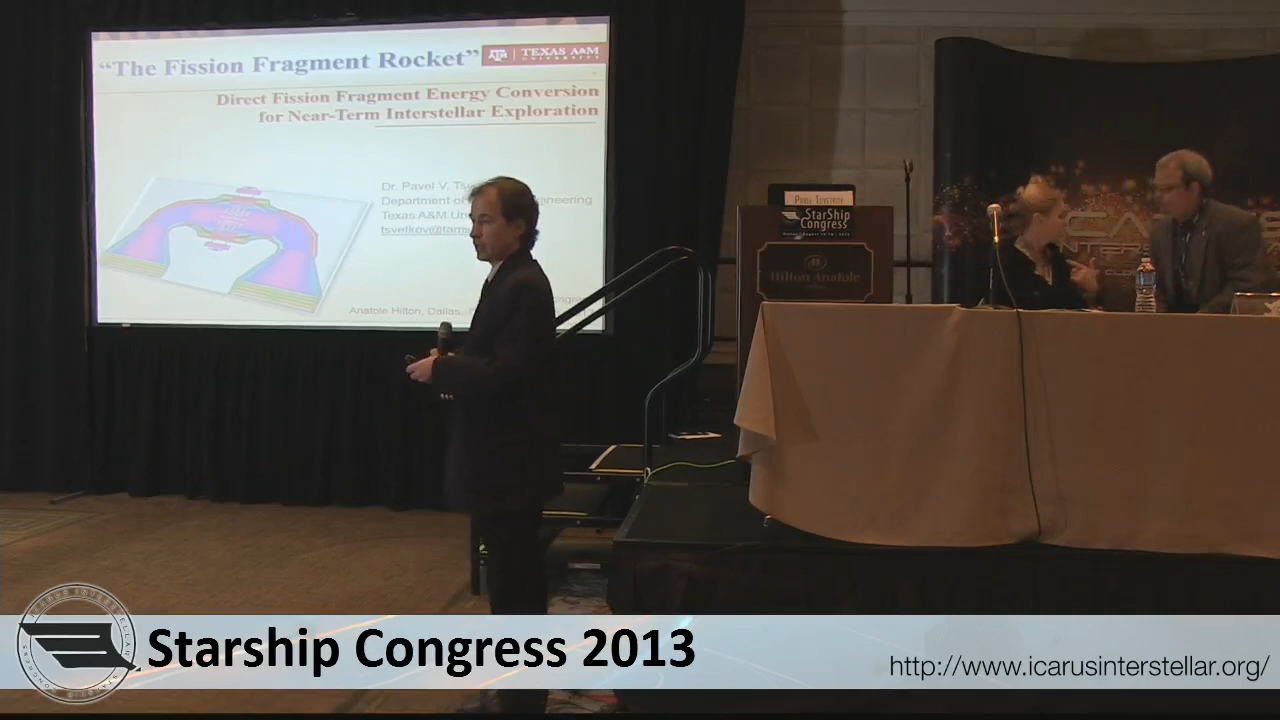 "The Fission Fragment Rocket"
TEXAS A&M
UNIVERSITY
Direct Fission Fragment Energy Conversion
for Near-Term Interstellar Exploration
Dr. Pavel V.
Department of
Texas A&M
Anatole Hilton, Dallas,
StarShip
Congress
Hilton Anatole
Starship Congress 2013
http://www.icarusinterstellar.org/